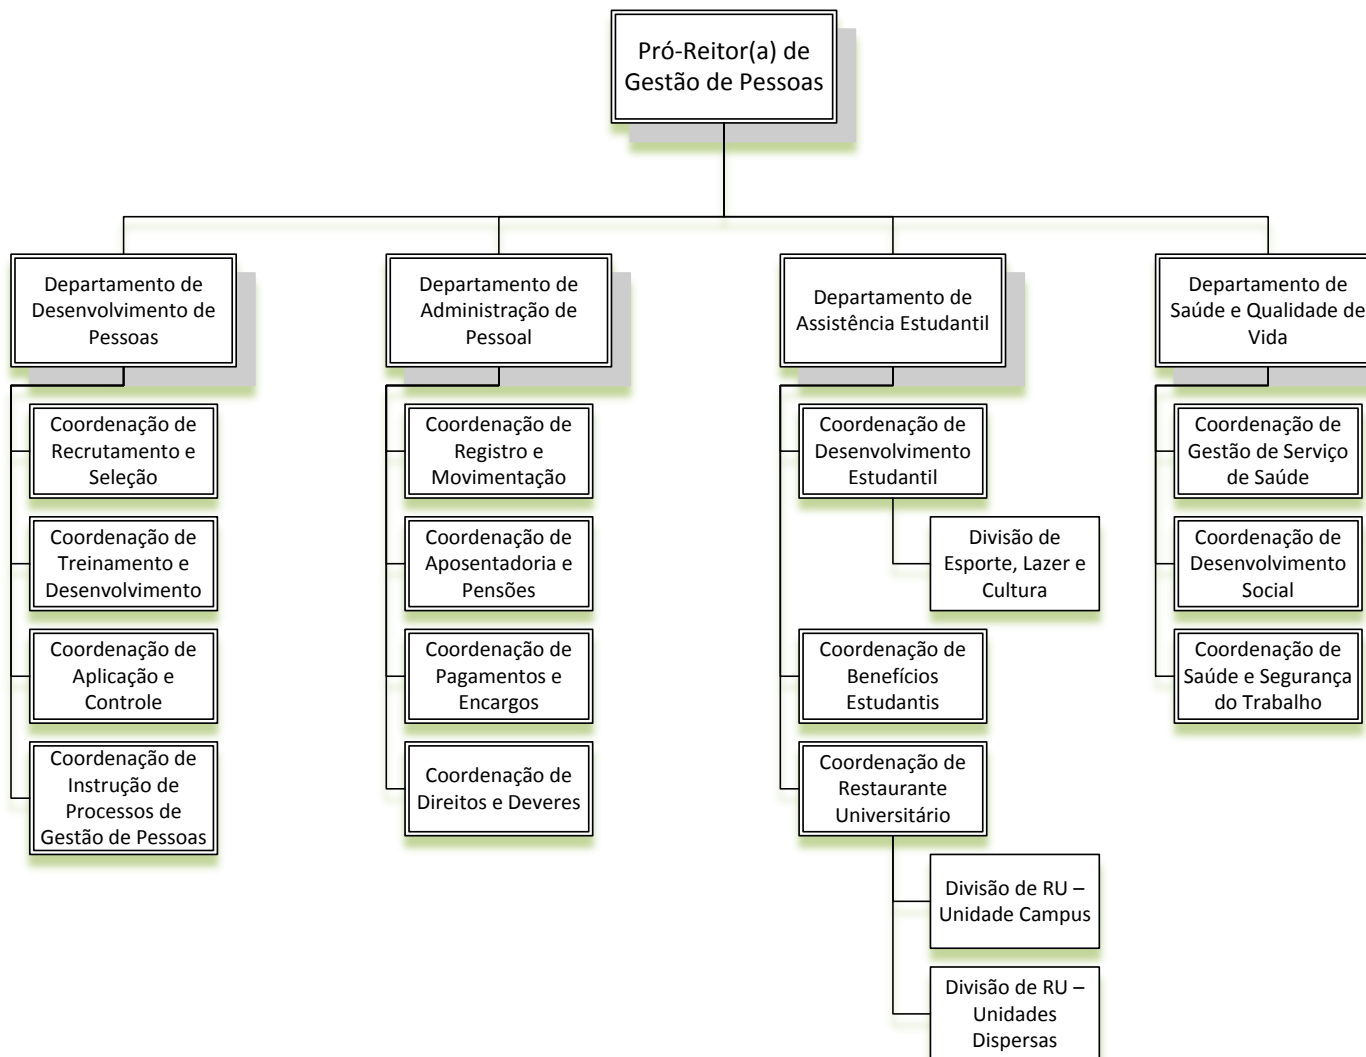 Pró-Reitor(a) de
Gestão de Pessoas
Departamento de
Desenvolvimento de
Pessoas
Departamento de
Administração de
Pessoal
Departamento de
Assistência Estudantil
Departamento de
Saúde e Qualidade de
Vida
Coordenação de
Recrutamento e
Seleção
Coordenação de
Treinamento e
Desenvolvimento
Coordenação de
Aplicação e
Controle
Coordenação de
Instrução de
Processos de
Gestão de Pessoas
Coordenação de
Registro e
Movimentação
Coordenação de
Aposentadoria e
Pensões
Coordenação de
Pagamentos e
Encargos
Coordenação de
Direitos e Deveres
Coordenação de
Desenvolvimento
Estudantil
Divisão de
Esporte, Lazer e
Cultura
Coordenação de
Benefícios
Estudantis
Coordenação de
Restaurante
Universitário
Divisão de RU –
Unidade Campus
Divisão de RU –
Unidades
Dispersas
Coordenação de
Gestão de Serviço
de Saúde
Coordenação de
Desenvolvimento
Social
Coordenação de
Saúde e Segurança
do Trabalho